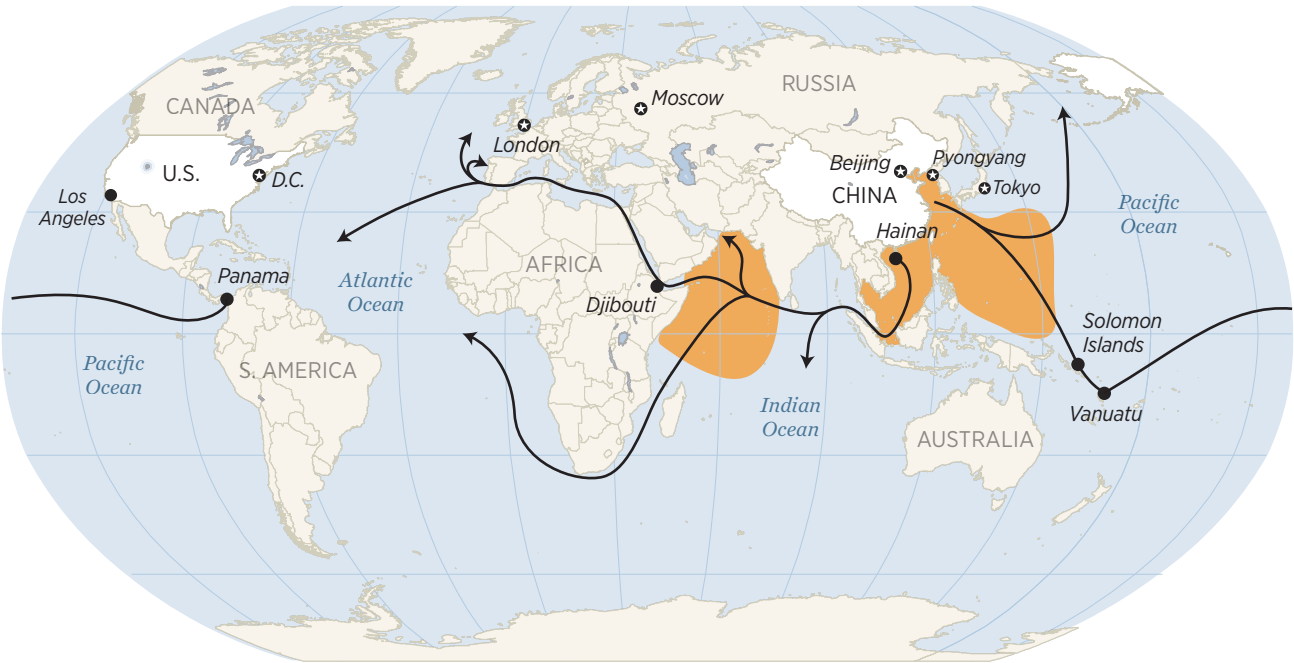 RUSSIA
CANADA
Moscow
London
Beijing
Pyongyang
U.S.
D.C.
Tokyo
Los
Angeles
CHINA
Pacific
Ocean
Hainan
AFRICA
Panama
Atlantic
Ocean
Djibouti
Solomon
Islands
Pacific
Ocean
S. AMERICA
Indian
Ocean
Vanuatu
AUSTRALIA